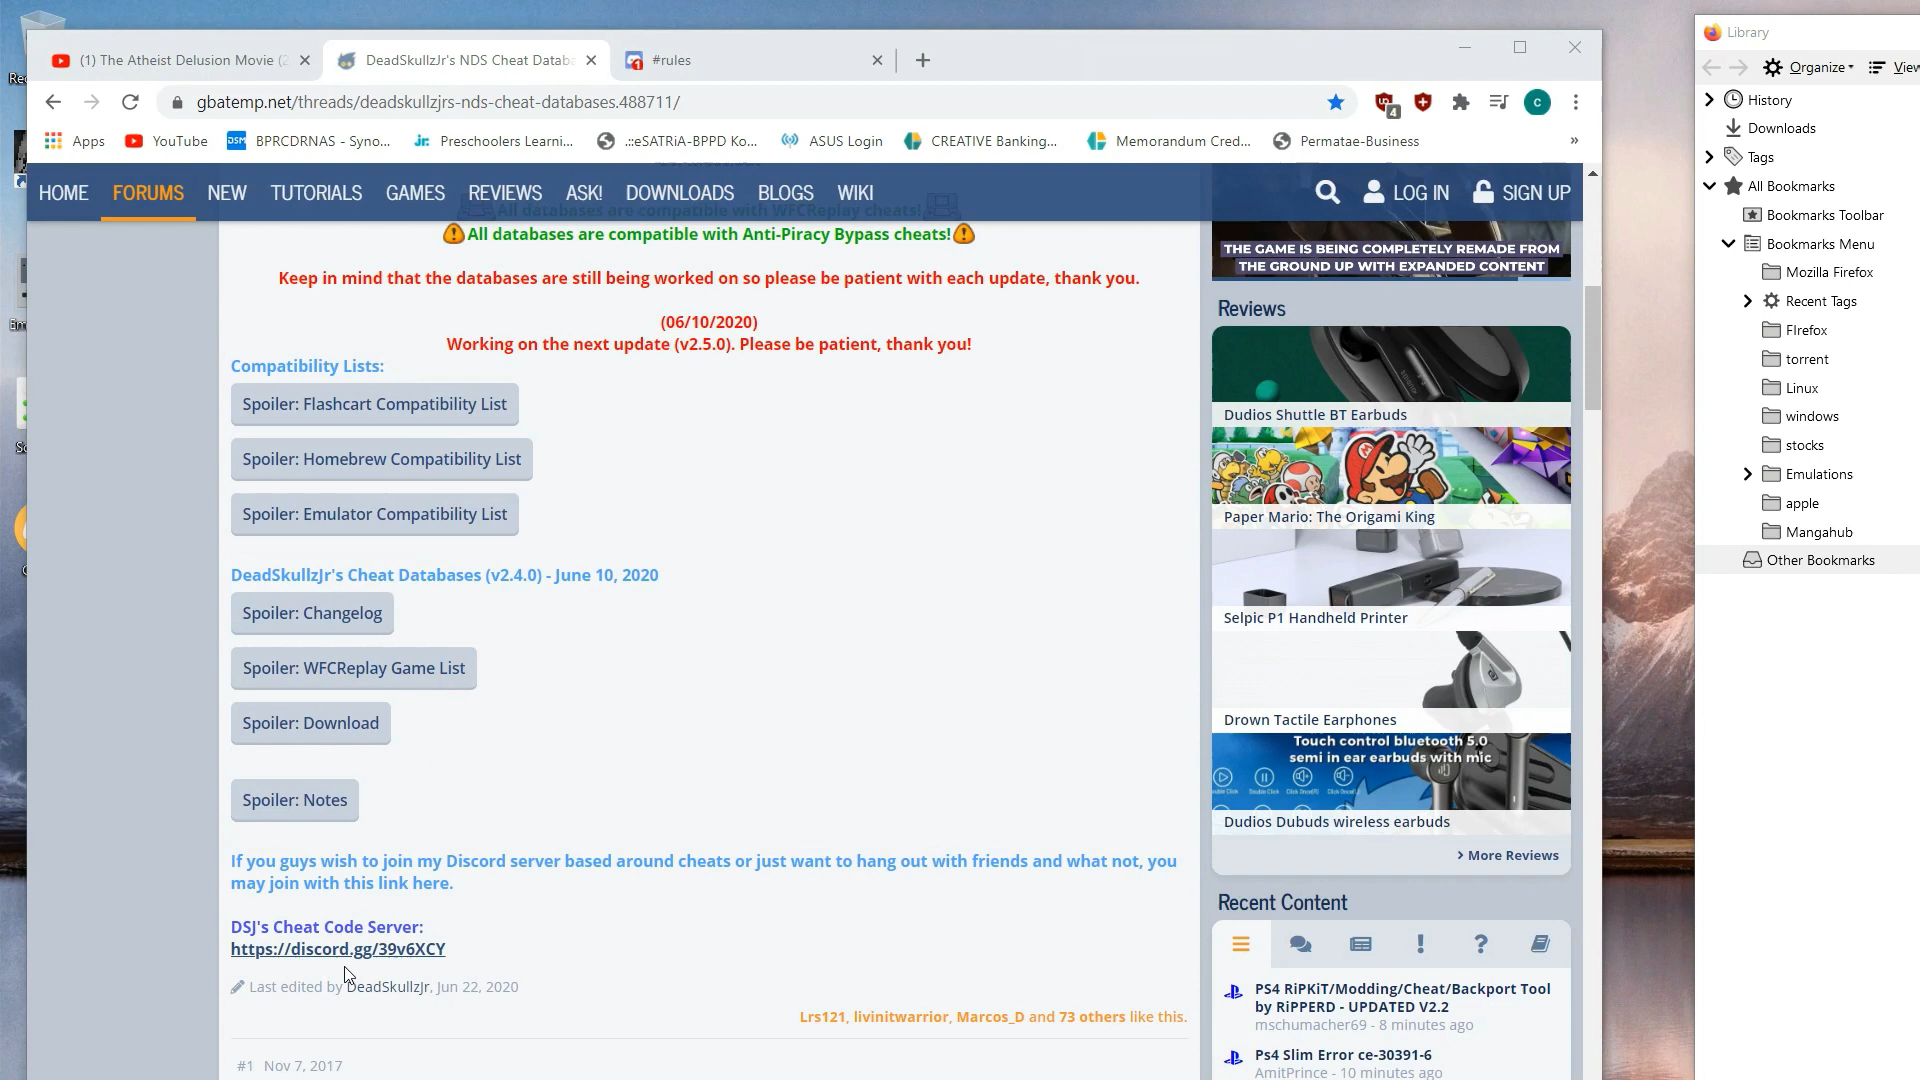 (1) The Atheist Delusion Movie (2
DeadSkullzJr's NDS Cheat Datab
#rules
gbatemp.net/threads/deadskullzjrs-nds-cheat-databases.488711/
4
C
Apps
YouTube
DSM
BPRCDRNAS - Syno...
Jr.
Preschoolers Learni...
.::eSATRiA-BPPD Ko...
ASUS Login
CREATIVE Banking...
Memorandum Cred...
Permatae-Business
»
HOME
FORUMS
NEW
TUTORIALS
GAMES
REVIEWS
ASK!
DOWNLOADS
BLOGS
WIKI
LOG IN
SIGN UP
All databases are compatible with WFCReplay cheats!
All databases are compatible with Anti-Piracy Bypass cheats!
Keep in mind that the databases are still being worked on so please be patient with each update, thank you.
(06/10/2020)
Working on the next update (v2.5.0). Please be patient, thank you!
Compatibility Lists:
Spoiler: Flashcart Compatibility List
Spoiler: Homebrew Compatibility List
Spoiler: Emulator Compatibility List
DeadSkullzJr's Cheat Databases (v2.4.0) - June 10, 2020
Spoiler: Changelog
Spoiler: WFCReplay Game List
Spoiler: Download
Spoiler: Notes
If you guys wish to join my Discord server based around cheats or just want to hang out with friends and what not, you
may join with this link here.
DSJ's Cheat Code Server:
https://discord.gg/39v6XCY
Last edited by DeadSkullzJr, Jun 22, 2020
Lrs121, livinitwarrior, Marcos_D and 73 others like this.
#1 Nov 7, 2017
THE GAME IS BEING COMPLETELY REMADE FROM
THE GROUND UP WITH EXPANDED CONTENT
Reviews
Dudios Shuttle BT Earbuds
Paper Mario: The Origami King
Selpic P1 Handheld Printer
Drown Tactile Earphones
Touch control bluetooth 5.0
semi in ear earbuds with mic
Dudios Dubuds wireless earbuds
More Reviews
Recent Content
PS4 RiPKiT/Modding/Cheat/Backport Tool
by RiPPERD - UPDATED V2.2
mschumacher69 - 8 minutes ago
Ps4 Slim Error ce-30391-6
AmitPrince - 10 minutes ago
Library
Organize
View
History
Downloads
Tags
All Bookmarks
Bookmarks Toolbar
Bookmarks Menu
Mozilla Firefox
Recent Tags
FIrefox
torrent
Linux
windows
stocks
Emulations
apple
Mangahub
Other Bookmarks